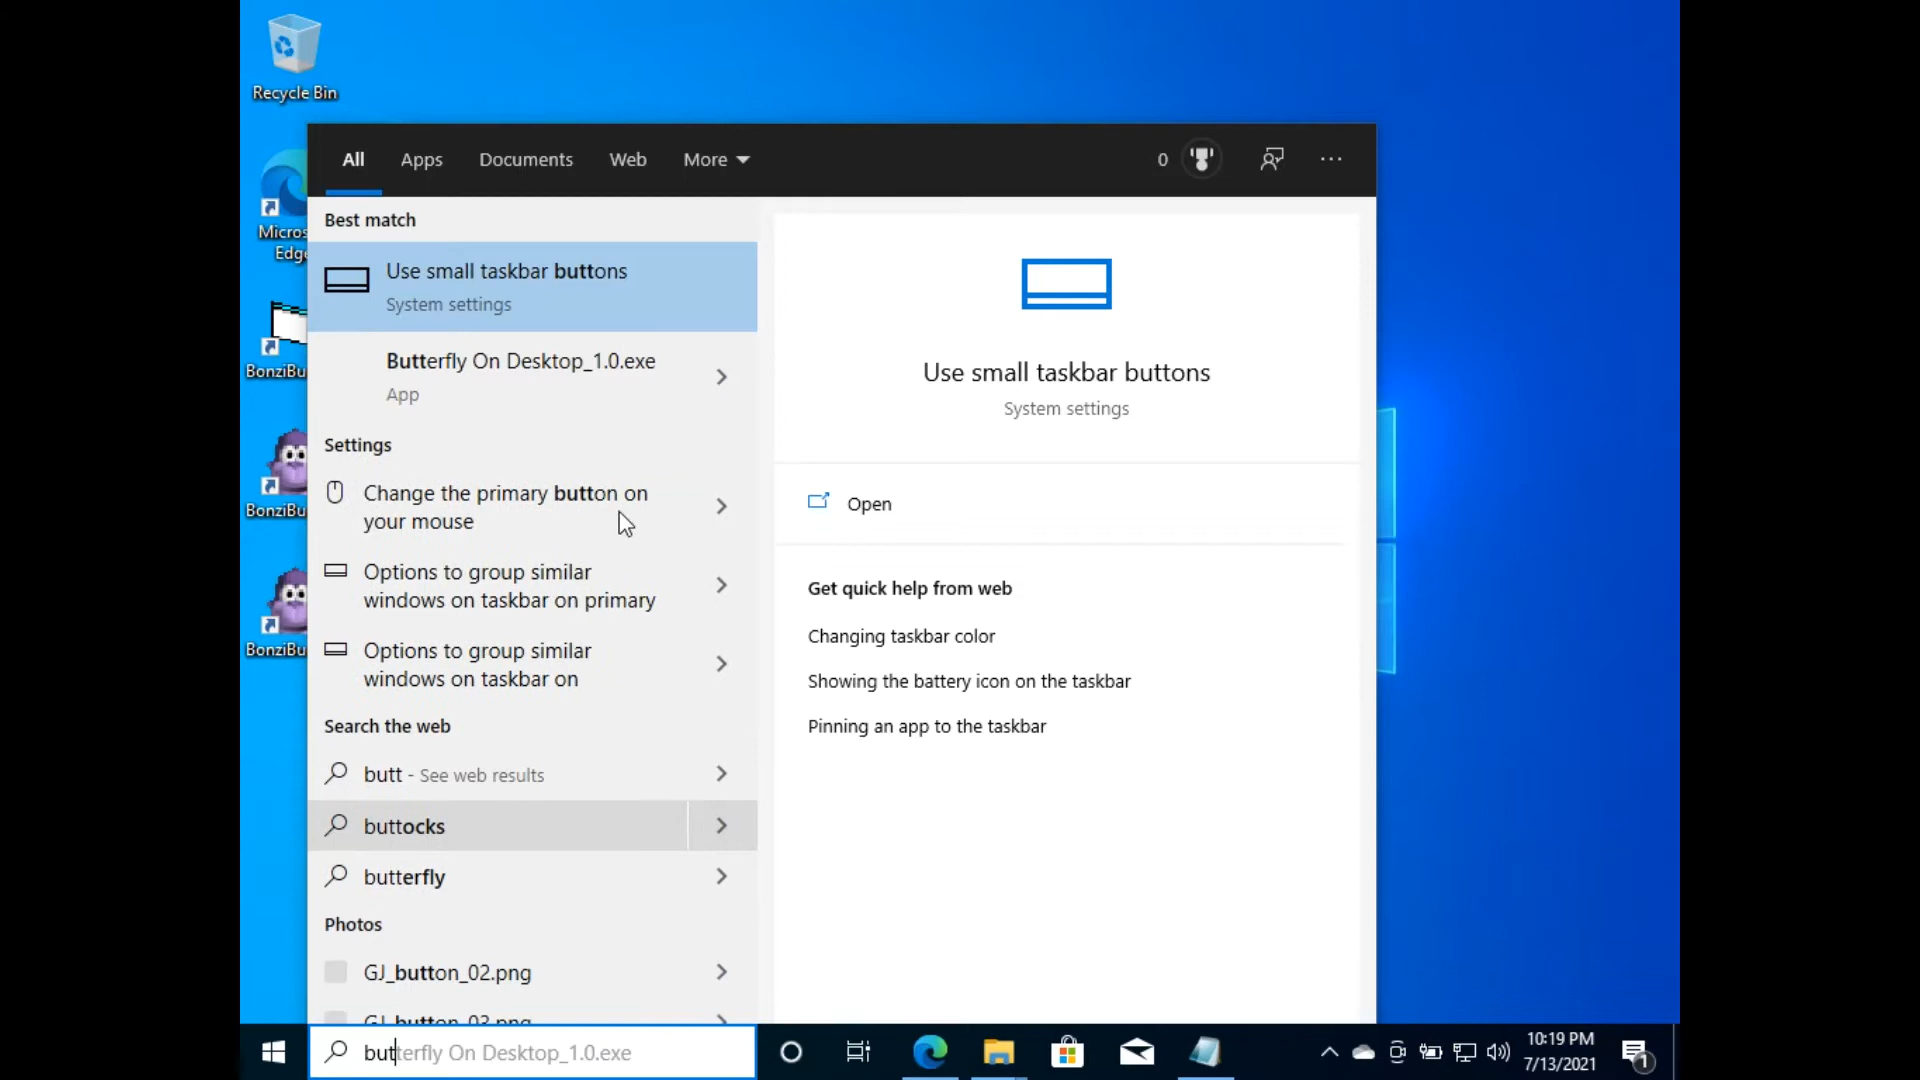 Recycle Bin
Micros
Edge
BonziBu
BonziBu
BonziBu
All Apps Documents Web More 0
Best match
Use small taskbar buttons
System settings
Butterfly On Desktop_1.0.exe
App
Settings
Change the primary button on
your mouse
Options to group similar
windows on taskbar on primary
Options to group similar
windows on taskbar on
Search the web
butt - See web results
buttocks
butterfly
Photos
GJ_button_02.png
GJ_button_03.png
Use small taskbar buttons
System settings
Open
Get quick help from web
Changing taskbar color
Showing the battery icon on the taskbar
Pinning an app to the taskbar
butterfly On Desktop_1.0.exe
10:19 PM
7/13/2021
1